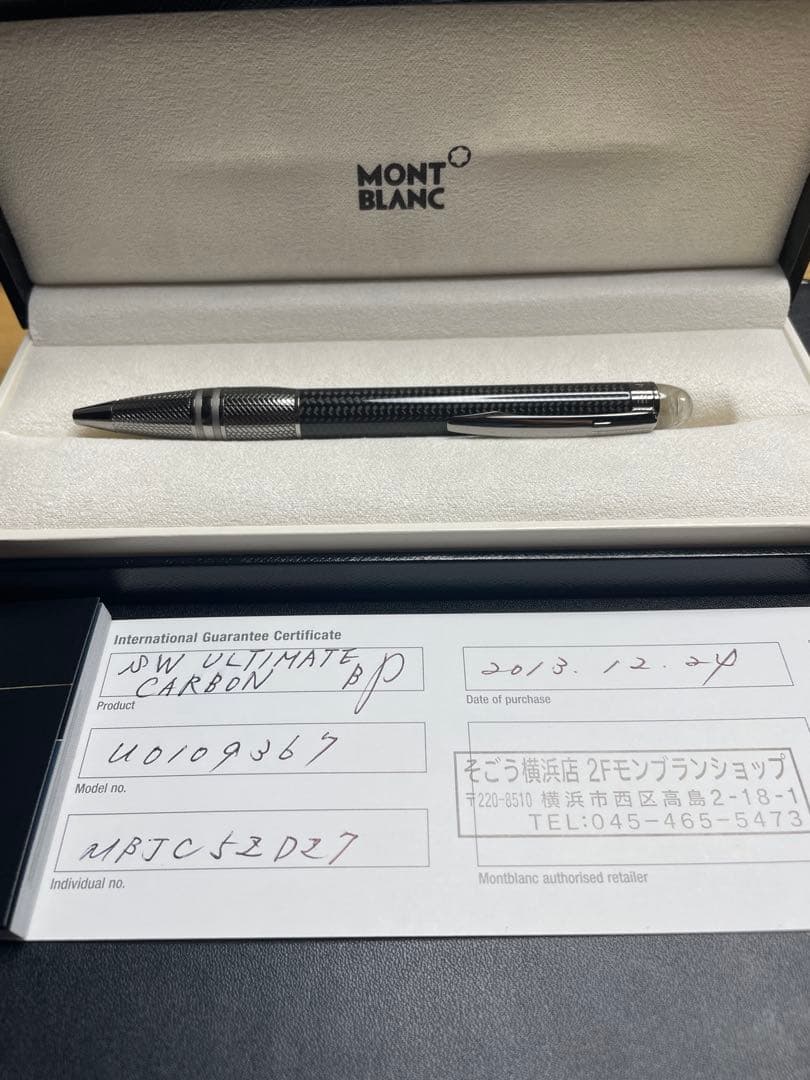 MONT
BLANC
International Guarantee Certificate
SW ULTIMATE
CARBON BP
Product
2013.12.24
Date of purchase
U0109367
Model no.
そごう横浜店 2Fモンブランショップ
〒220-8510 横浜市西区高島2-18-1
TEL:045-465-5473
MBJC5ZDZ7
Individual no.
Montblanc authorised retailer